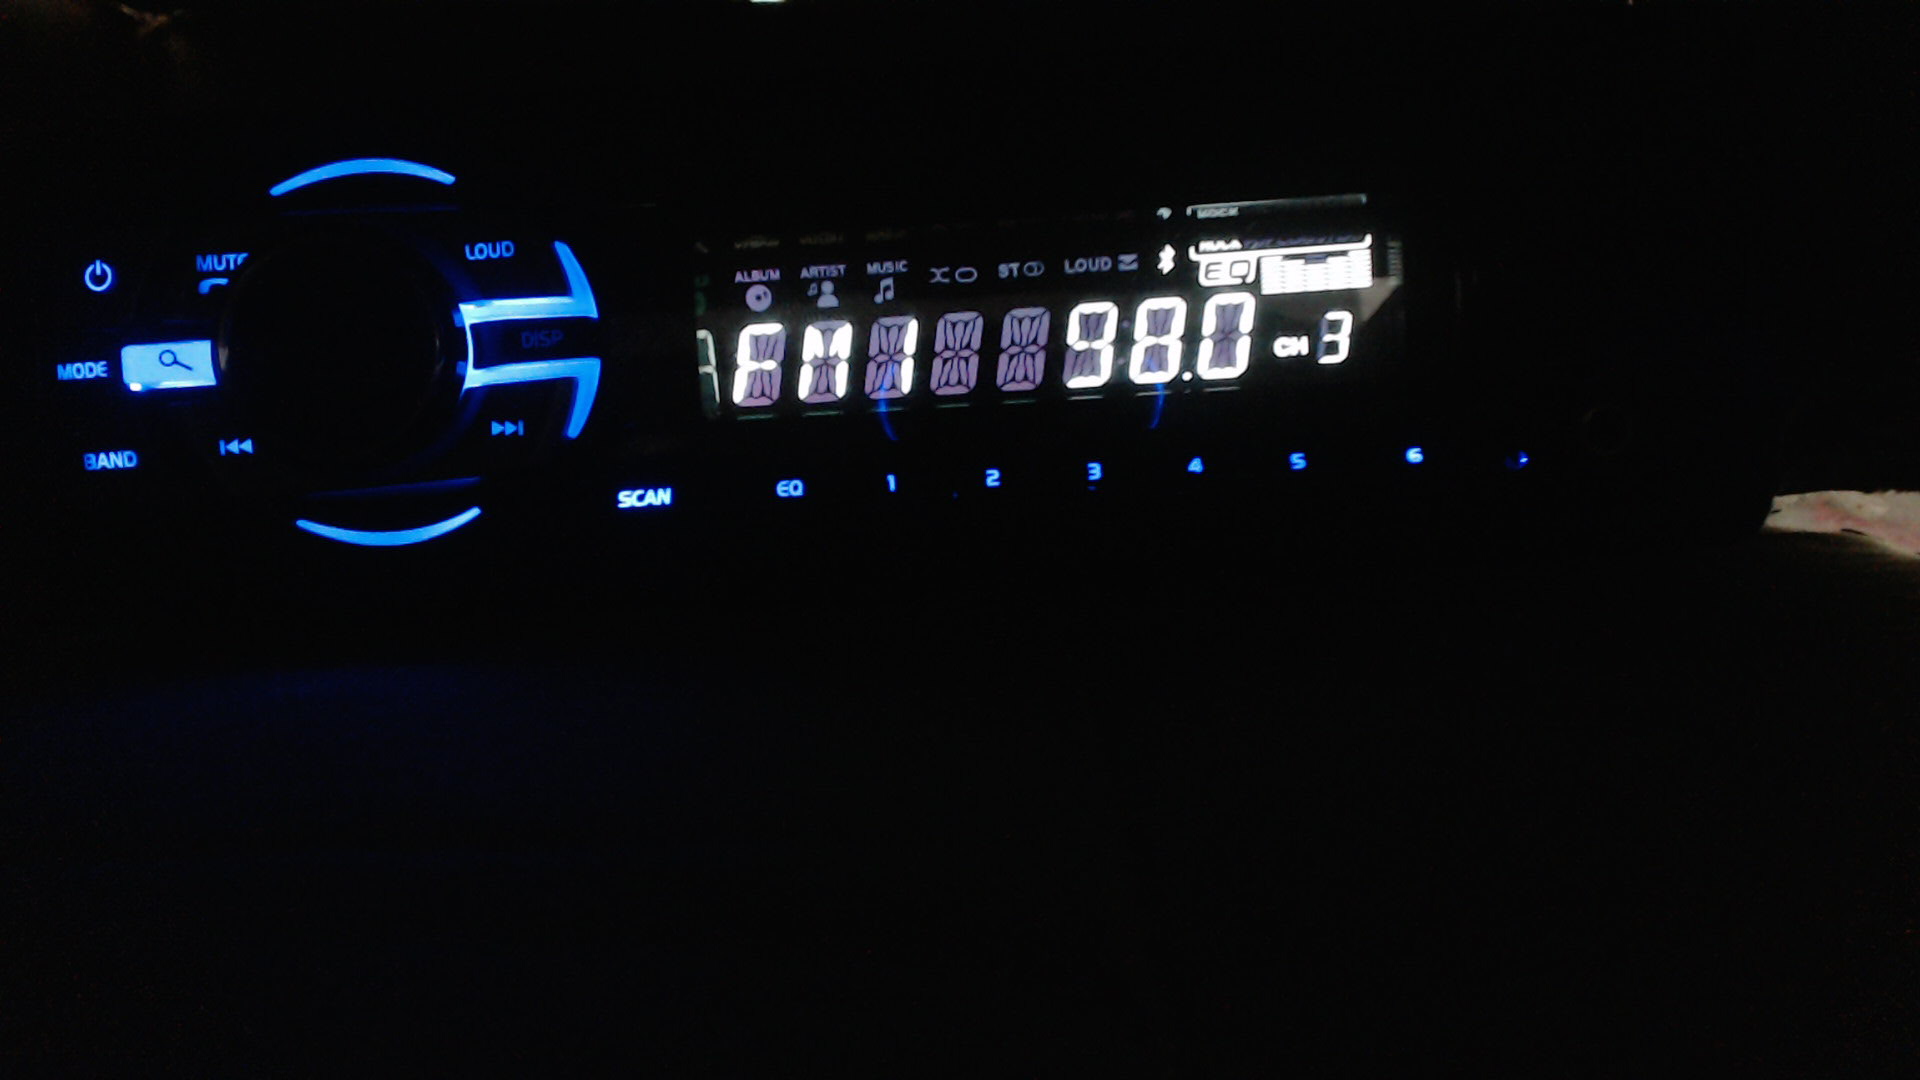 MUTE
LOUD
MODE
DISP
BAND
ALBUM ARTIST MUSIC ST LOUD
ROCK
EQ
FM1 98.0 CH 3
SCAN EQ 1 2 3 4 5 6